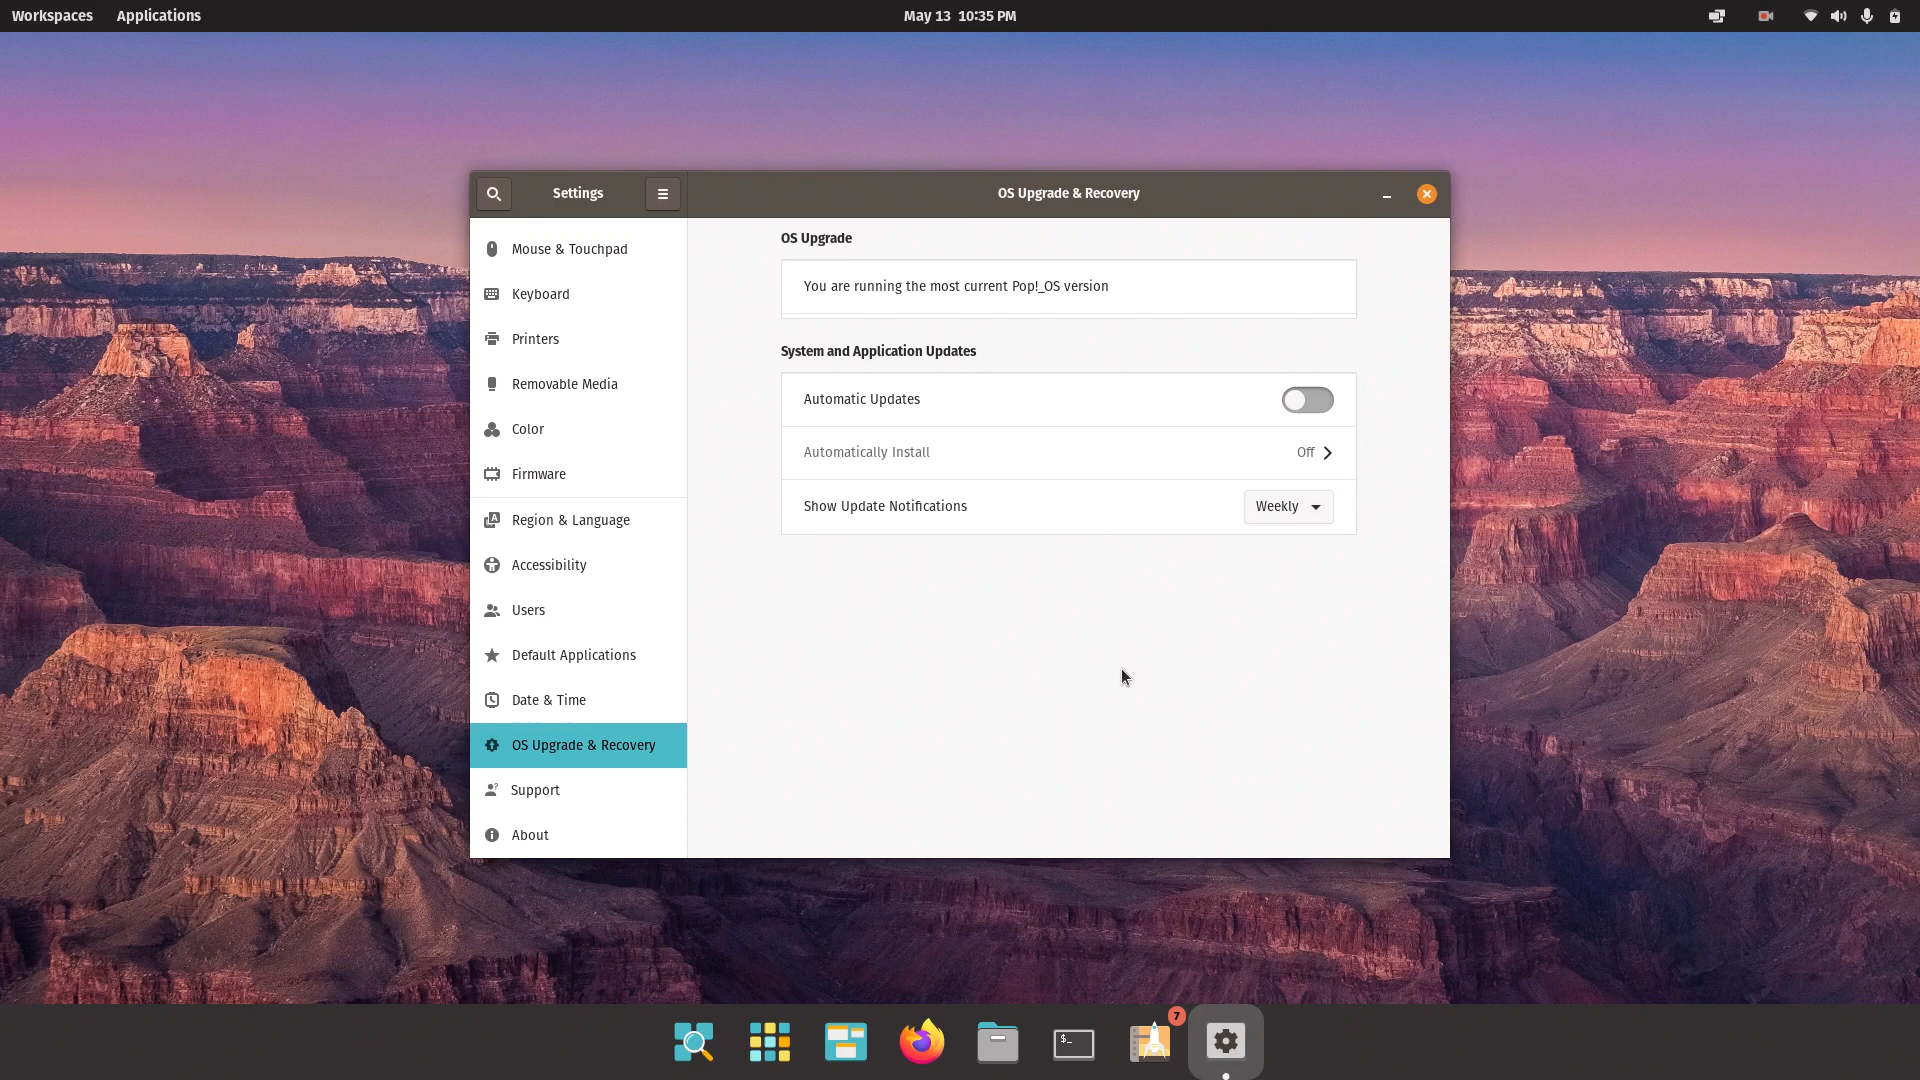 Workspaces Applications May 13 10:35 PM
Settings OS Upgrade & Recovery
Mouse & Touchpad
Keyboard
Printers
Removable Media
Color
Firmware
Region & Language
Accessibility
Users
Default Applications
Date & Time
OS Upgrade & Recovery
Support
About
OS Upgrade
You are running the most current Pop!_OS version
System and Application Updates
Automatic Updates
Automatically Install Off
Show Update Notifications Weekly
$_
7